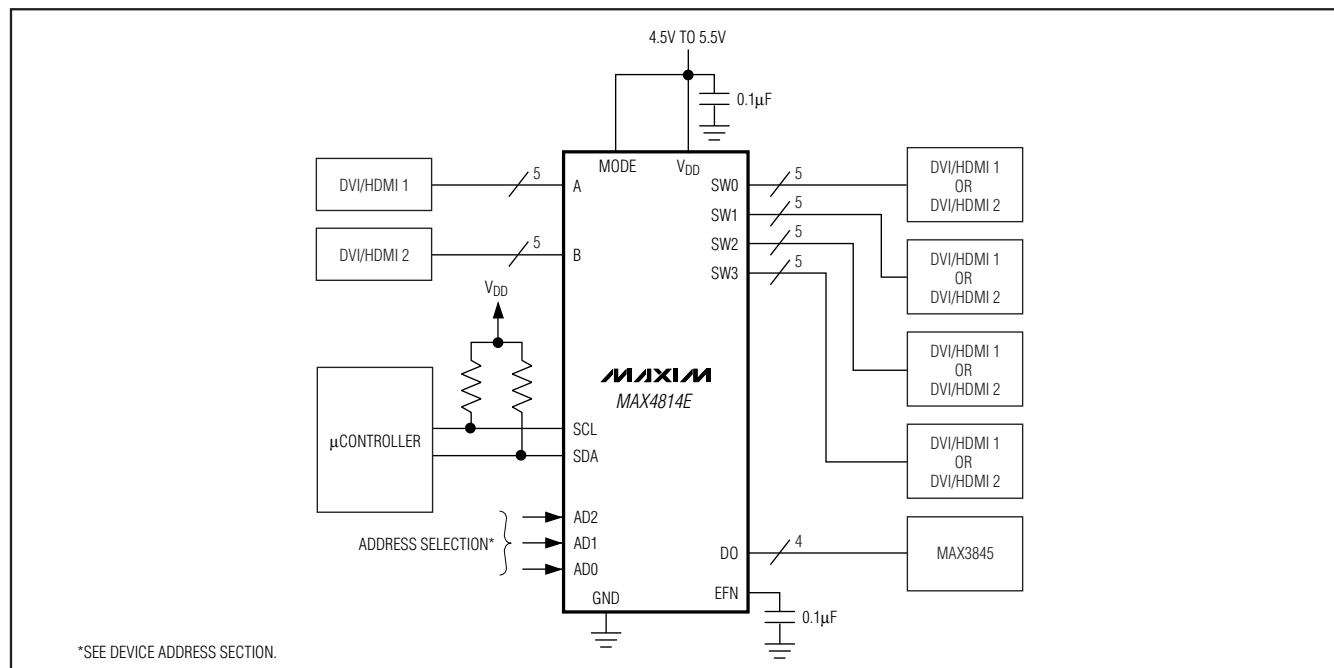 4.5V TO 5.5V
0.1µF
MODE
VDD
DVI/HDMI 1
5
A
DVI/HDMI 2
5
B
VDD
µCONTROLLER
SCL
SDA
ADDRESS SELECTION*
AD2
AD1
AD0
GND
MAXIM
MAX4814E
SW0
5
SW1
5
SW2
5
SW3
5
DVI/HDMI 1
OR
DVI/HDMI 2
DVI/HDMI 1
OR
DVI/HDMI 2
DVI/HDMI 1
OR
DVI/HDMI 2
DVI/HDMI 1
OR
DVI/HDMI 2
DO
4
MAX3845
EFN
0.1µF
*SEE DEVICE ADDRESS SECTION.